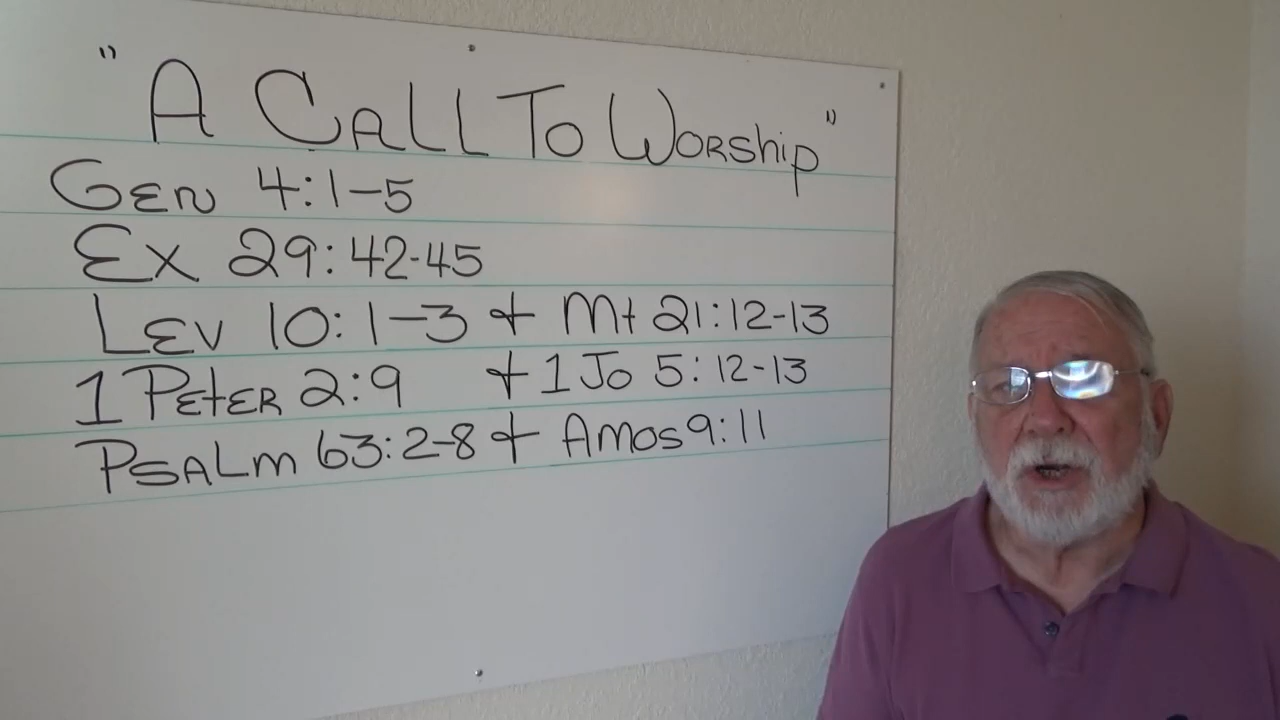 "A Call To Worship"
Gen 4:1-5
Ex 29:42-45
Lev 10:1-3 + Mt 21:12-13
1 Peter 2:9 + 1 Jo 5:12-13
Psalm 63:2-8 + Amos 9:11